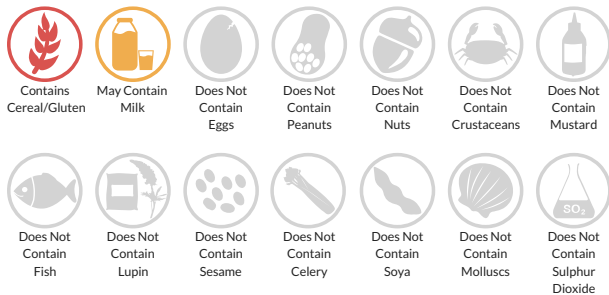 Contains
Cereal/Gluten
May Contain
Milk
Does Not
Contain
Eggs
Does Not
Contain
Peanuts
Does Not
Contain
Nuts
Does Not
Contain
Crustaceans
Does Not
Contain
Mustard
Does Not
Contain
Fish
Does Not
Contain
Lupin
Does Not
Contain
Sesame
Does Not
Contain
Celery
Does Not
Contain
Soya
Does Not
Contain
Molluscs
SO₂
Does Not
Contain
Sulphur
Dioxide